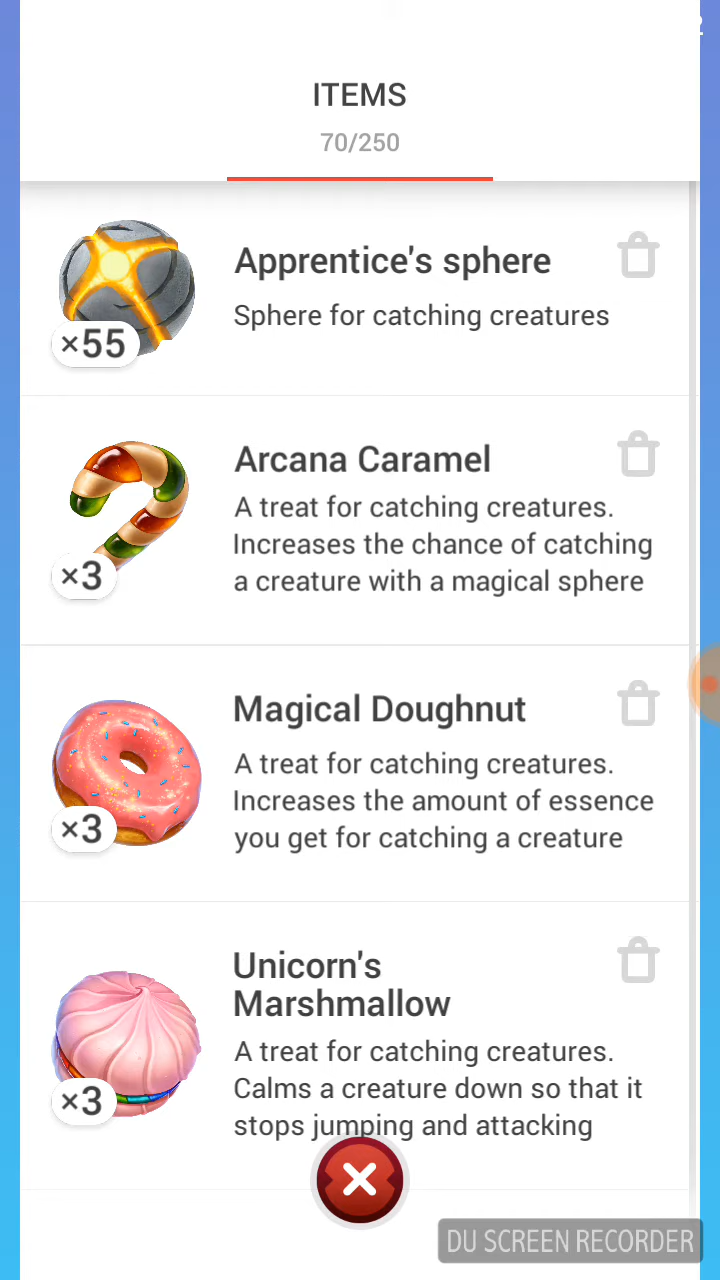 ITEMS
70/250
Apprentice's sphere
Sphere for catching creatures
×55
Arcana Caramel
A treat for catching creatures.
Increases the chance of catching
a creature with a magical sphere
×3
Magical Doughnut
A treat for catching creatures.
Increases the amount of essence
you get for catching a creature
×3
Unicorn's
Marshmallow
A treat for catching creatures.
Calms a creature down so that it
stops jumping and attacking
×3
DU SCREEN RECORDER